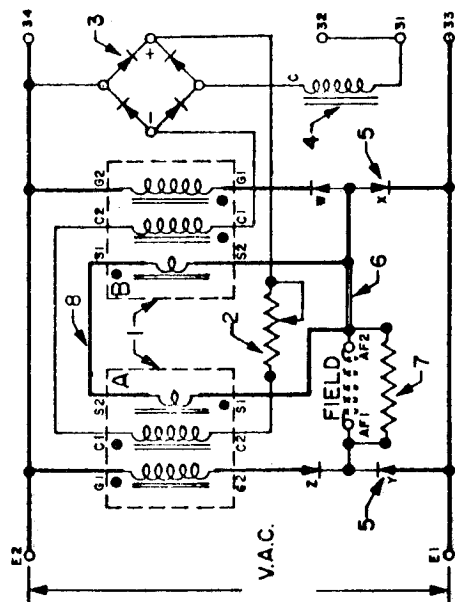 34
3
31
32
33
C
4
5
G2
C2
S1
B
G1
C1
S2
W
X
8
1
2
6
A
S2
C1
G1
S1
C2
G2
FIELD
AF1
AF2
7
Z
Y
5
E2
V.A.C.
E1